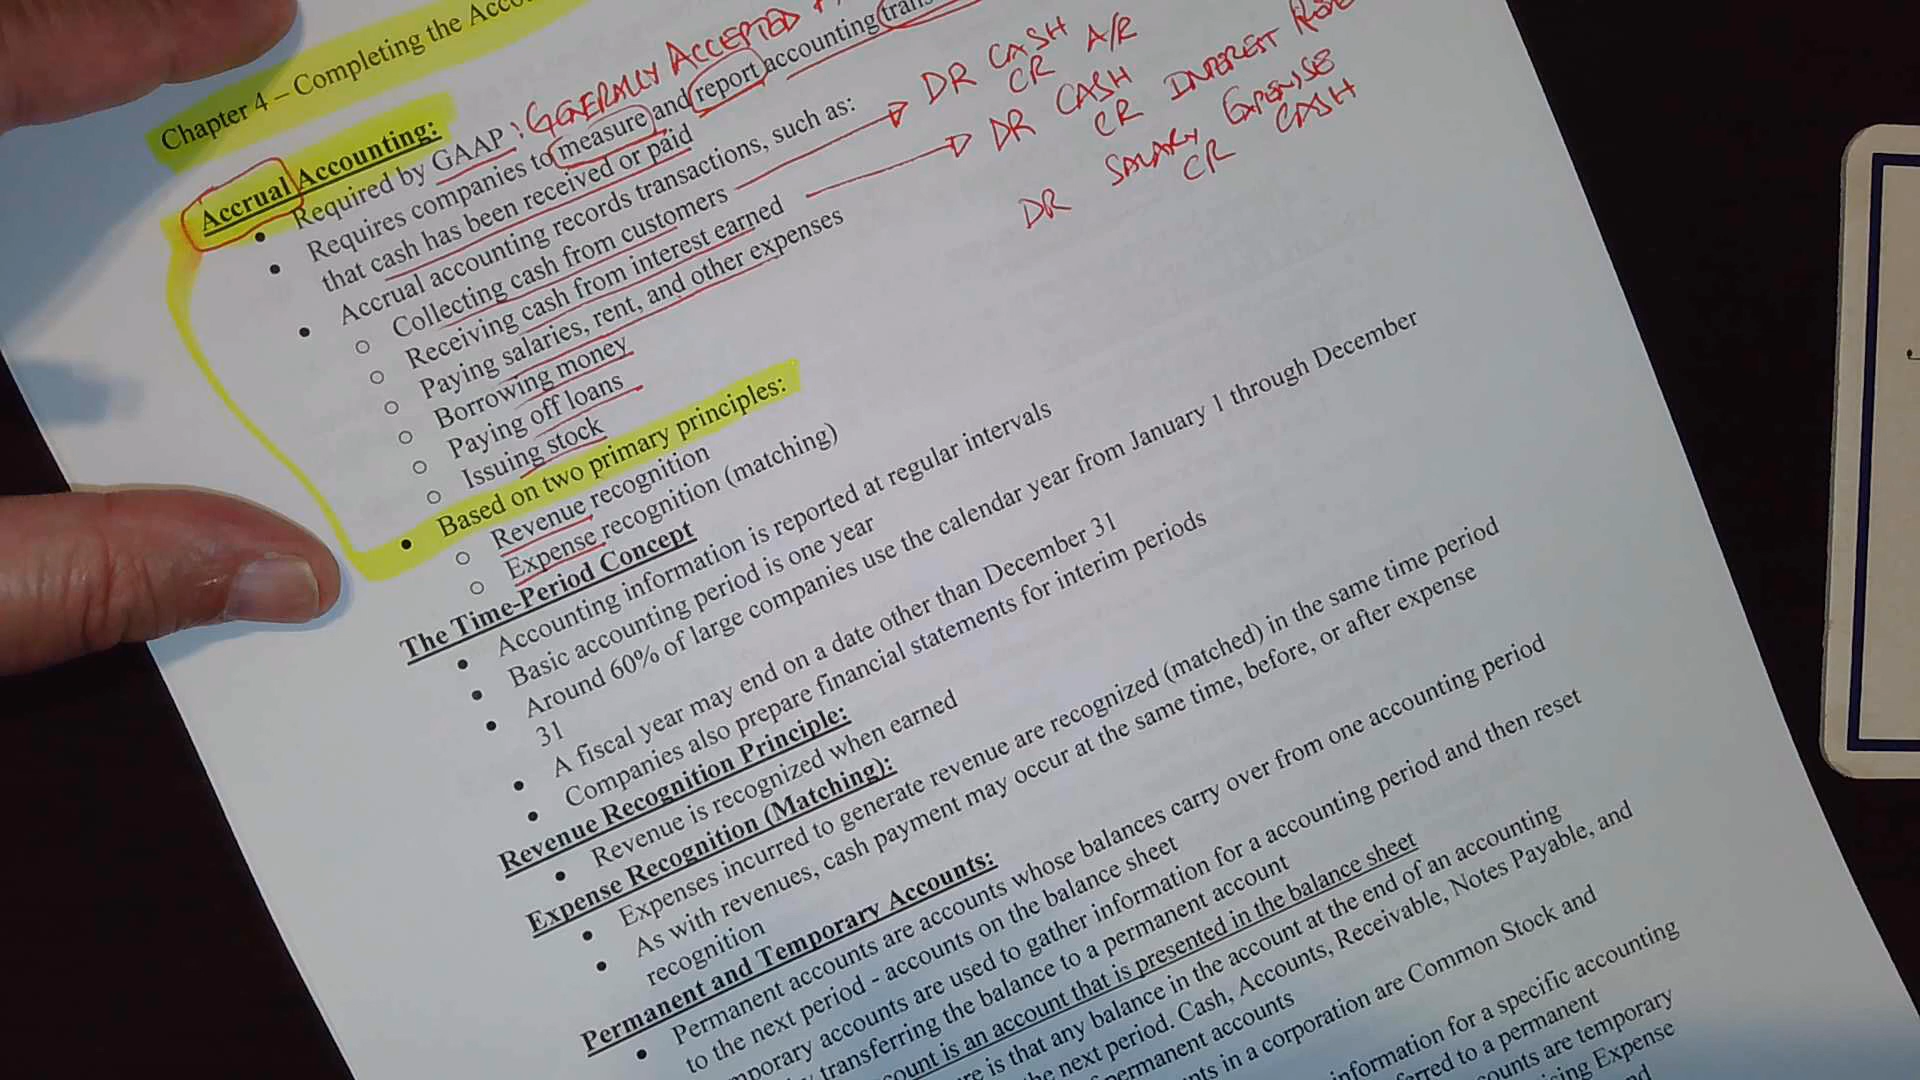 Chapter 4 – Completing the Acco
Accrual Accounting:
• Required by GAAP : GENERALLY ACCEPTED
• Requires companies to measure and report accounting trans
that cash has been received or paid
• Accrual accounting records transactions, such as:
o Collecting cash from customers
DR CASH
CR A/R
o Receiving cash from interest earned
DR CASH
CR INTEREST REV
o Paying salaries, rent, and other expenses
DR SALARY EXPENSE
CR CASH
o Borrowing money
o Paying off loans
o Issuing stock
• Based on two primary principles:
o Revenue recognition
o Expense recognition (matching)
The Time-Period Concept
• Accounting information is reported at regular intervals
• Basic accounting period is one year
• Around 60% of large companies use the calendar year from January 1 through December
31
• A fiscal year may end on a date other than December 31
• Companies also prepare financial statements for interim periods
Revenue Recognition Principle:
• Revenue is recognized when earned
Expense Recognition (Matching):
• Expenses incurred to generate revenue are recognized (matched) in the same time period
• As with revenues, cash payment may occur at the same time, before, or after expense
recognition
Permanent and Temporary Accounts:
• Permanent accounts are accounts whose balances carry over from one accounting period
to the next period - accounts on the balance sheet
mporary accounts are used to gather information for a accounting period and then reset
transferring the balance to a permanent account
count is an account that is presented in the balance sheet
re is that any balance in the account at the end of an accounting
he next period. Cash, Accounts, Receivable, Notes Payable, and
permanent accounts
nts in a corporation are Common Stock and
information for a specific accounting
erred to a permanent
ounts are temporary
ising Expense
nd